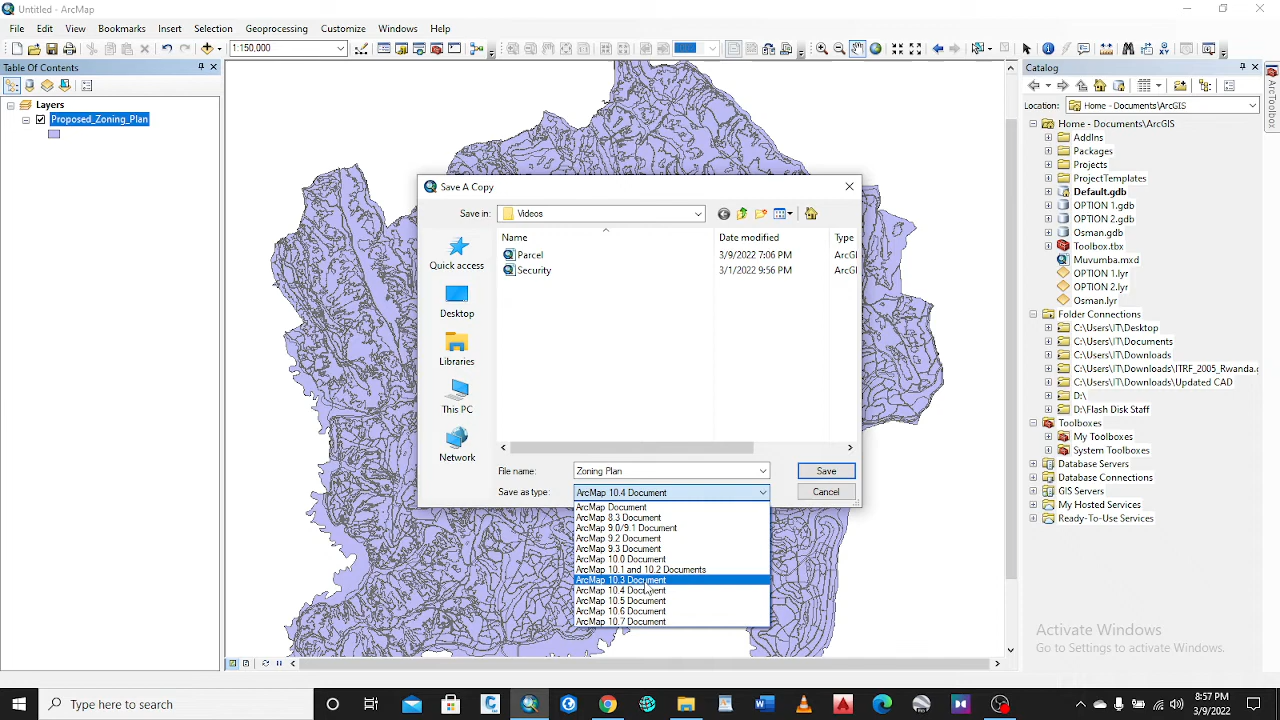 Untitled - ArcMap
File Edit View Bookmarks Insert Selection Geoprocessing Customize Windows Help
1:150,000
Table Of Contents
Layers
Proposed_Zoning_Plan
Save A Copy
Save in: Videos
Name Date modified Type
Parcel 3/9/2022 7:06 PM ArcGI
Security 3/1/2022 9:56 PM ArcGI
Quick access
Desktop
Libraries
This PC
Network
File name: Zoning Plan Save
Save as type: ArcMap 10.4 Document Cancel
ArcMap Document
ArcMap 8.3 Document
ArcMap 9.0/9.1 Document
ArcMap 9.2 Document
ArcMap 9.3 Document
ArcMap 10.0 Document
ArcMap 10.1 and 10.2 Documents
ArcMap 10.3 Document
ArcMap 10.4 Document
ArcMap 10.5 Document
ArcMap 10.6 Document
ArcMap 10.7 Document
Catalog
ArcToolbox
Location: Home - Documents\ArcGIS
Home - Documents\ArcGIS
AddIns
Packages
Projects
ProjectTemplates
Default.gdb
OPTION 1.gdb
OPTION 2.gdb
Osman.gdb
Toolbox.tbx
Muvumba.mxd
OPTION 1.lyr
OPTION 2.lyr
Osman.lyr
Folder Connections
C:\Users\IT\Desktop
C:\Users\IT\Documents
C:\Users\IT\Downloads
C:\Users\IT\Downloads\ITRF_2005_Rwanda.g
C:\Users\IT\Downloads\Updated CAD
D:\
D:\Flash Disk Staff
Toolboxes
My Toolboxes
System Toolboxes
Database Servers
Database Connections
GIS Servers
My Hosted Services
Ready-To-Use Services
Activate Windows
Go to Settings to activate Windows.
Type here to search
8:57 PM
3/9/2022